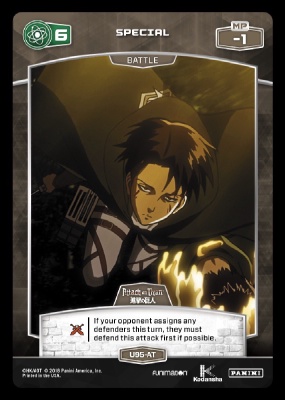 6
SPECIAL
MP
-1
BATTLE
Attack on Titan
進撃の巨人
If your opponent assigns any
defenders this turn, they must
defend this attack first if possible.
U95-AT
©HK/AOT © 2018 Panini America, Inc.
Printed in the USA.
FUNIMATION
K
Kodansha
PANINI